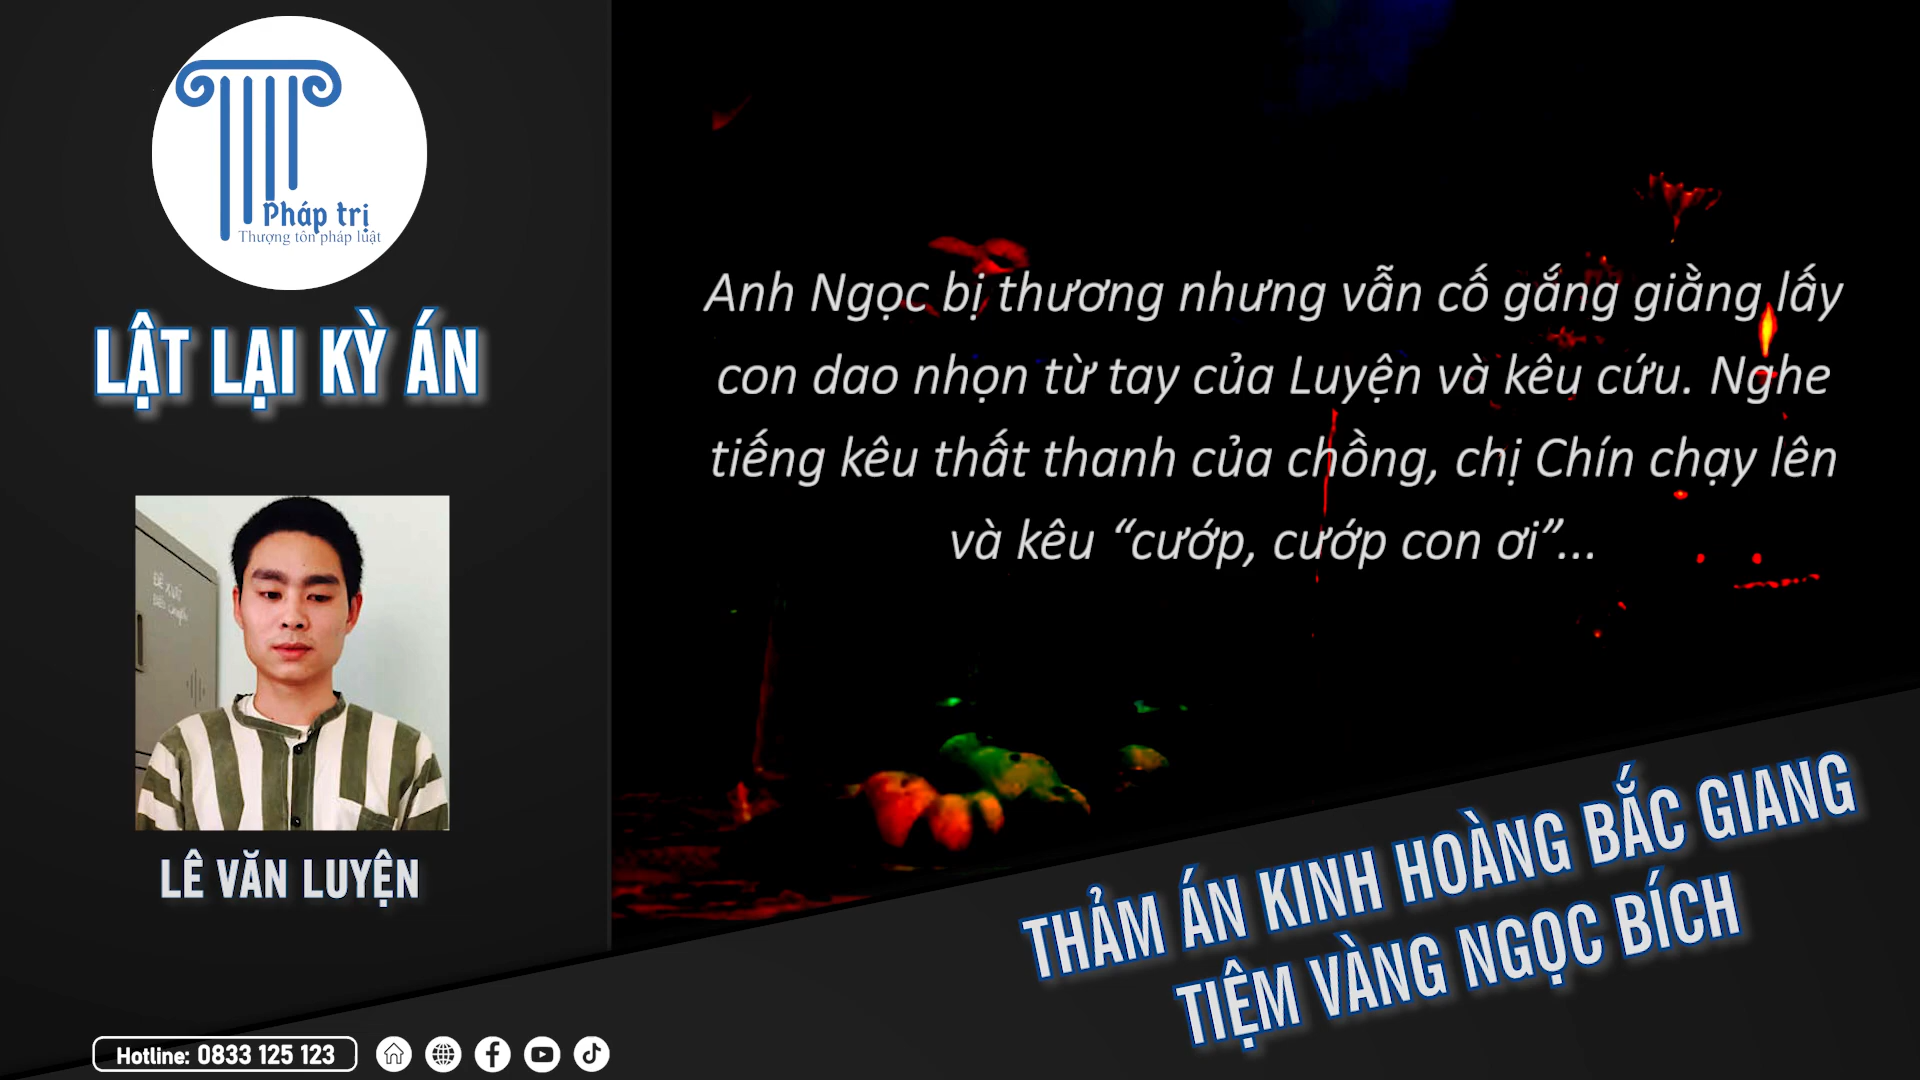 Pháp trị
Thượng tôn pháp luật
LẬT LẠI KỲ ÁN
LÊ VĂN LUYỆN
Anh Ngọc bị thương nhưng vẫn cố gắng giằng lấy
con dao nhọn từ tay của Luyện và kêu cứu. Nghe
tiếng kêu thất thanh của chồng, chị Chín chạy lên
và kêu “cướp, cướp con ơi”...
THẢM ÁN KINH HOÀNG BẮC GIANG
TIỆM VÀNG NGỌC BÍCH
Hotline: 0833 125 123